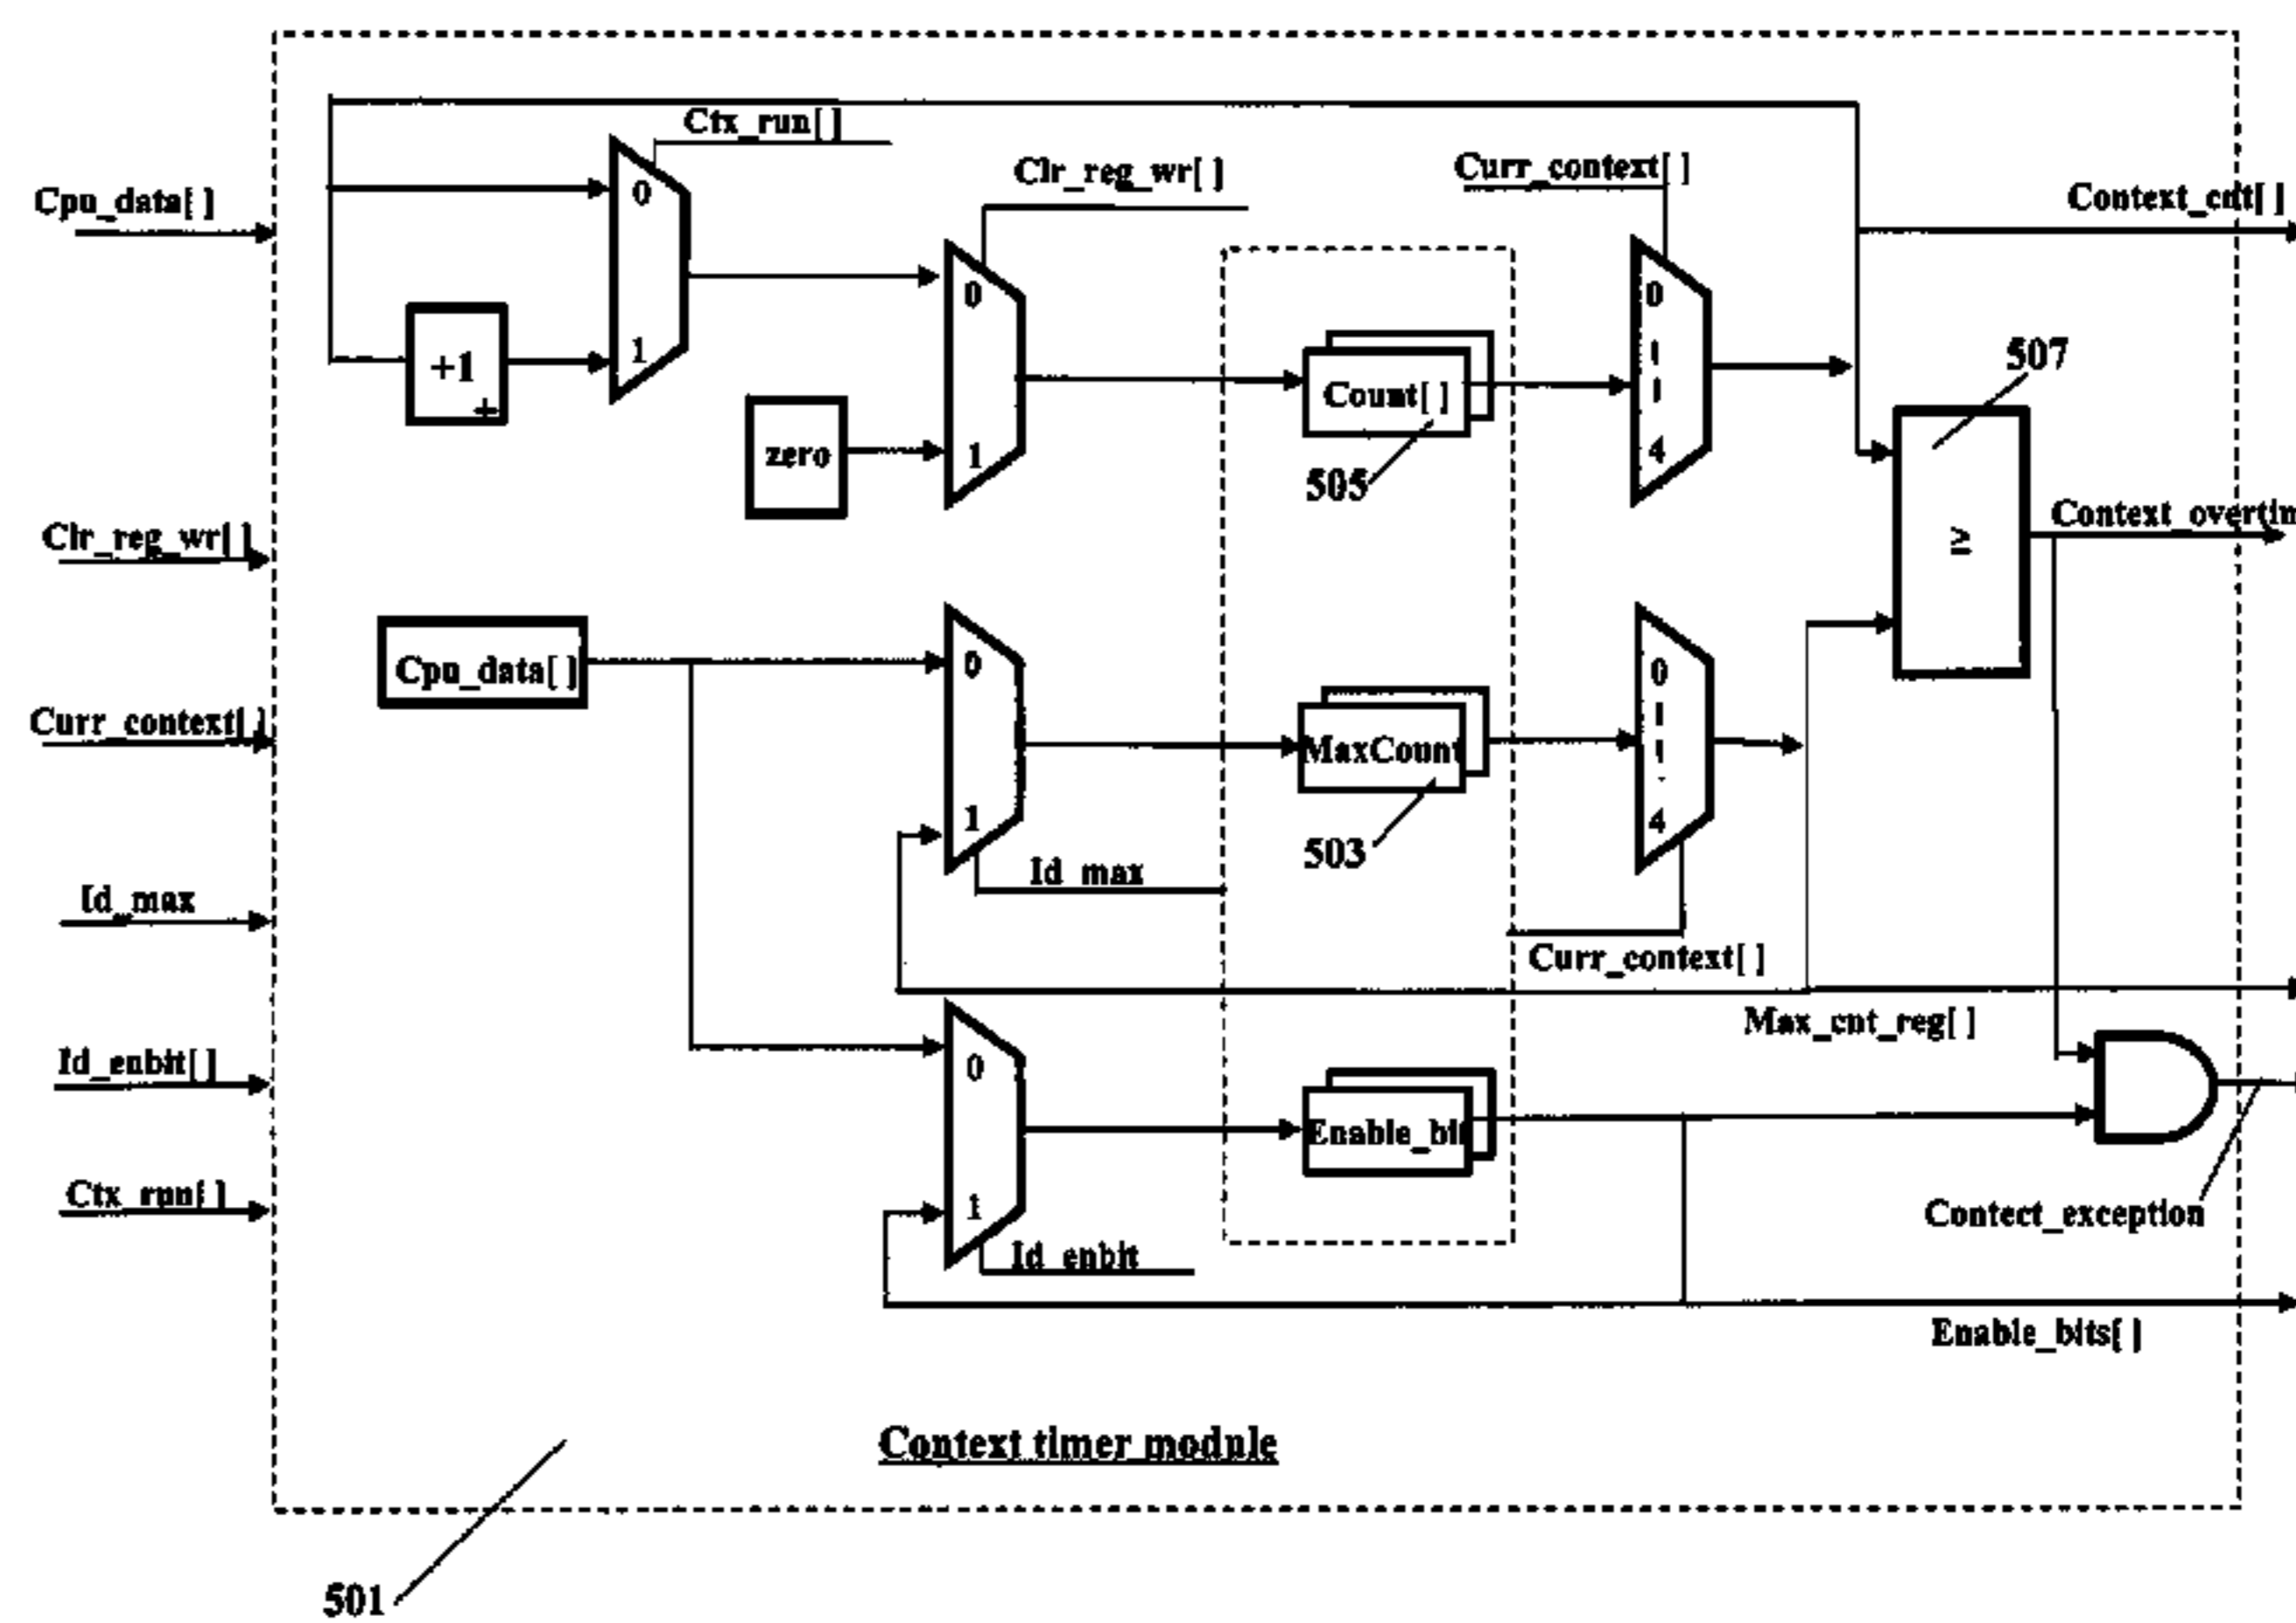 Ctx_run[ ]
Clr_reg_wr[ ]
Curr_context[ ]
Cpu_data[ ]
Context_cnt[ ]
0
1
+1
+
0
1
zero
Count[ ]
505
0
4
507
≥
Context_overtim
Clr_reg_wr[ ]
Cpu_data[ ]
0
1
Id_max
MaxCount
503
0
4
Curr_context[ ]
Curr_context[ ]
Id_max
Max_cnt_reg[ ]
Id_enbit[ ]
0
1
Id_enbit
Enable_bit
Ctx_run[ ]
Contect_exception
Enable_bits[ ]
Context timer module
501